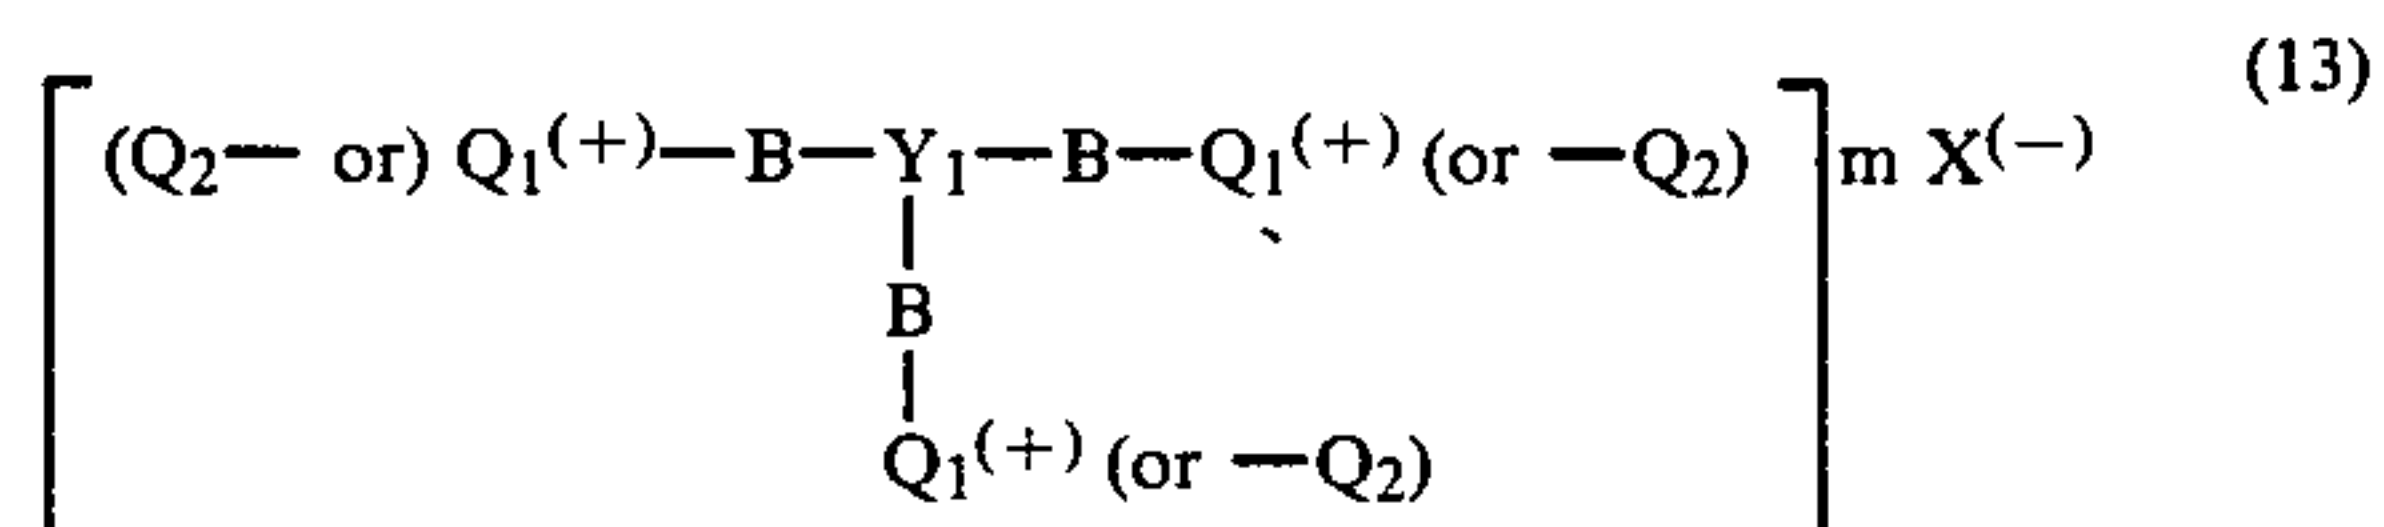 (13)
(Q₂— or) Q₁⁽⁺⁾—B—Y₁—B—Q₁⁽⁺⁾ (or —Q₂) m X⁽⁻⁾
B
Q₁⁽⁺⁾ (or —Q₂)